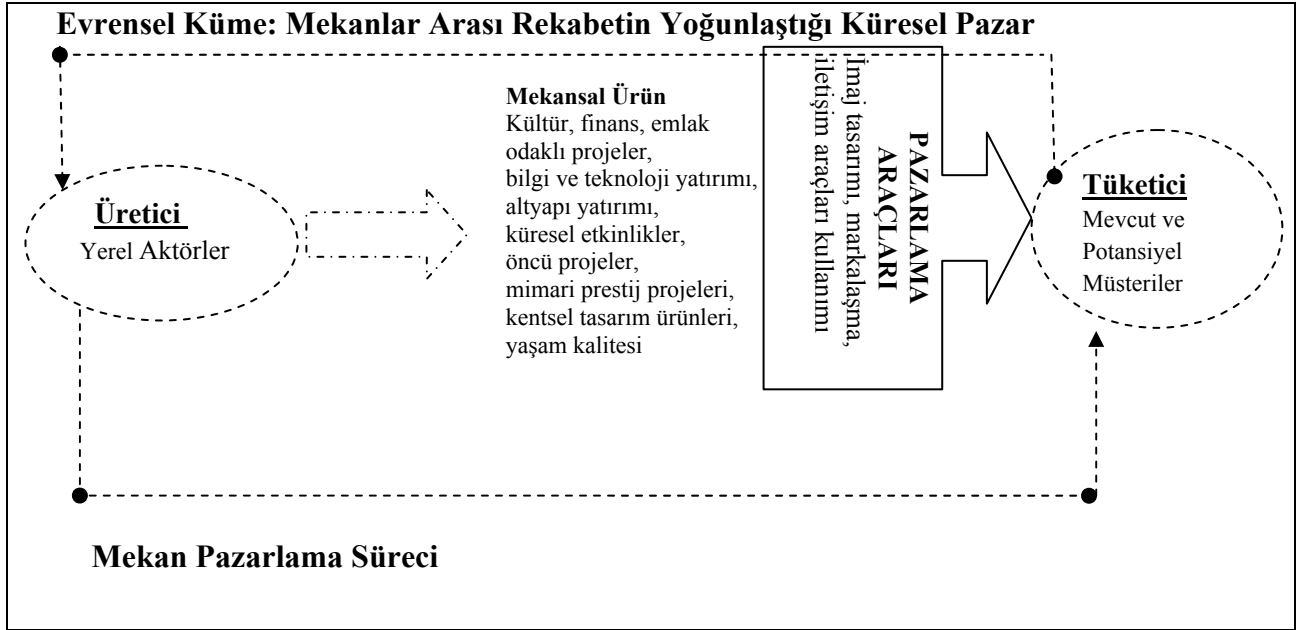 Evrensel Küme: Mekanlar Arası Rekabetin Yoğunlaştığı Küresel Pazar
Üretici
Yerel Aktörler
Mekansal Ürün
Kültür, finans, emlak
odaklı projeler,
bilgi ve teknoloji yatırımı,
altyapı yatırımı,
küresel etkinlikler,
öncü projeler,
mimari prestij projeleri,
kentsel tasarım ürünleri,
yaşam kalitesi
PAZARLAMA
ARAÇLARI
İmaj tasarımı, markalaşma,
iletişim araçları kullanımı
Tüketici
Mevcut ve
Potansiyel
Müsteriler
Mekan Pazarlama Süreci